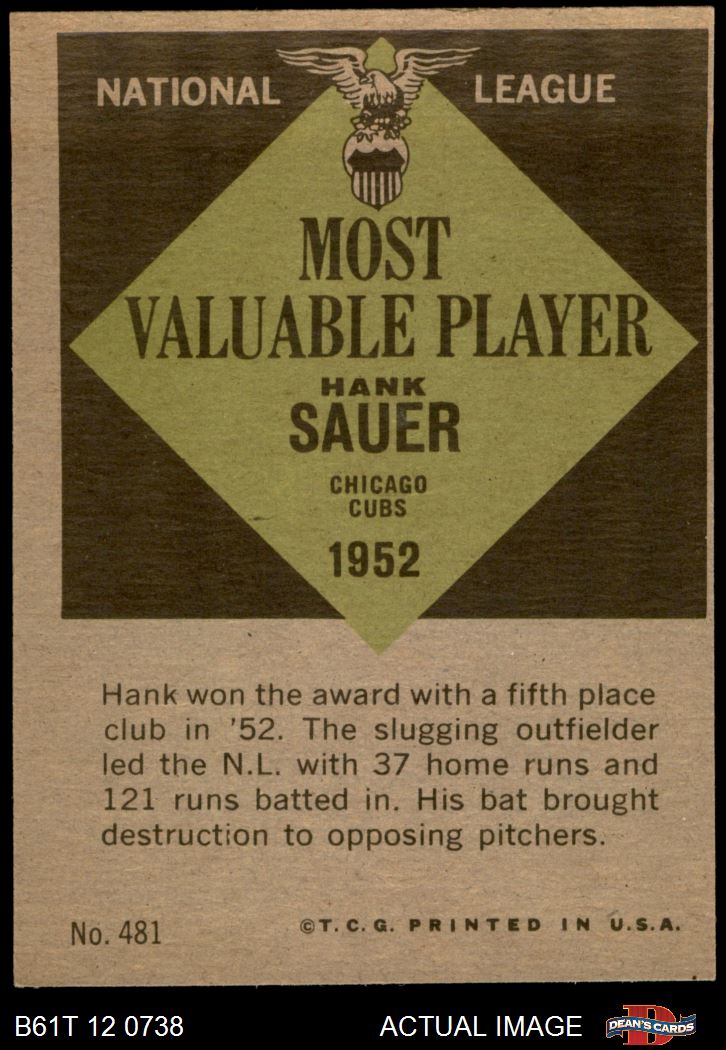 NATIONAL LEAGUE
MOST
VALUABLE PLAYER
HANK
SAUER
CHICAGO
CUBS
1952
Hank won the award with a fifth place
club in '52. The slugging outfielder
led the N.L. with 37 home runs and
121 runs batted in. His bat brought
destruction to opposing pitchers.
No. 481
©T. C. G. PRINTED IN U.S.A.
B61T 12 0738
ACTUAL IMAGE
D
DEAN'S CARDS